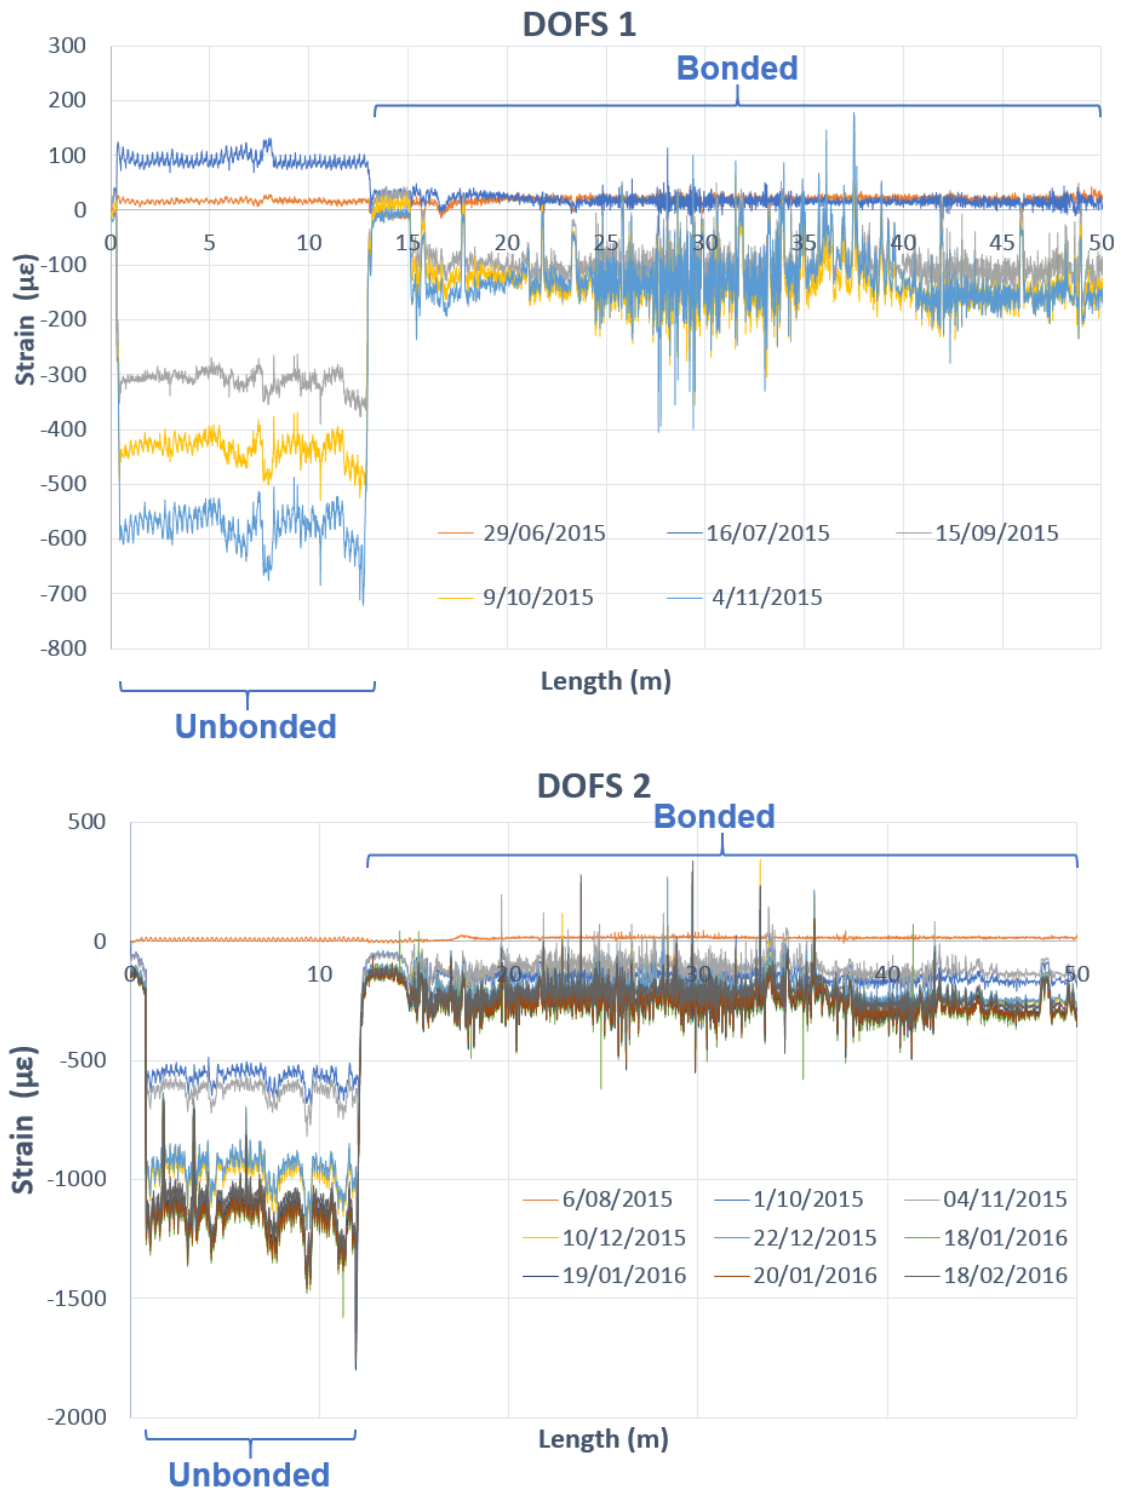 DOFS 1
300
Bonded
200
100
0
0 5 10 15 20 25 30 35 40 45 50
-100
-200
-300
-400
-500
-600
-700
-800
Strain (με)
29/06/2015 16/07/2015 15/09/2015
9/10/2015 4/11/2015
Length (m)
Unbonded
DOFS 2
500
Bonded
0
0 10 20 30 40 50
-500
-1000
-1500
-2000
Strain (με)
6/08/2015 1/10/2015 04/11/2015
10/12/2015 22/12/2015 18/01/2016
19/01/2016 20/01/2016 18/02/2016
Length (m)
Unbonded